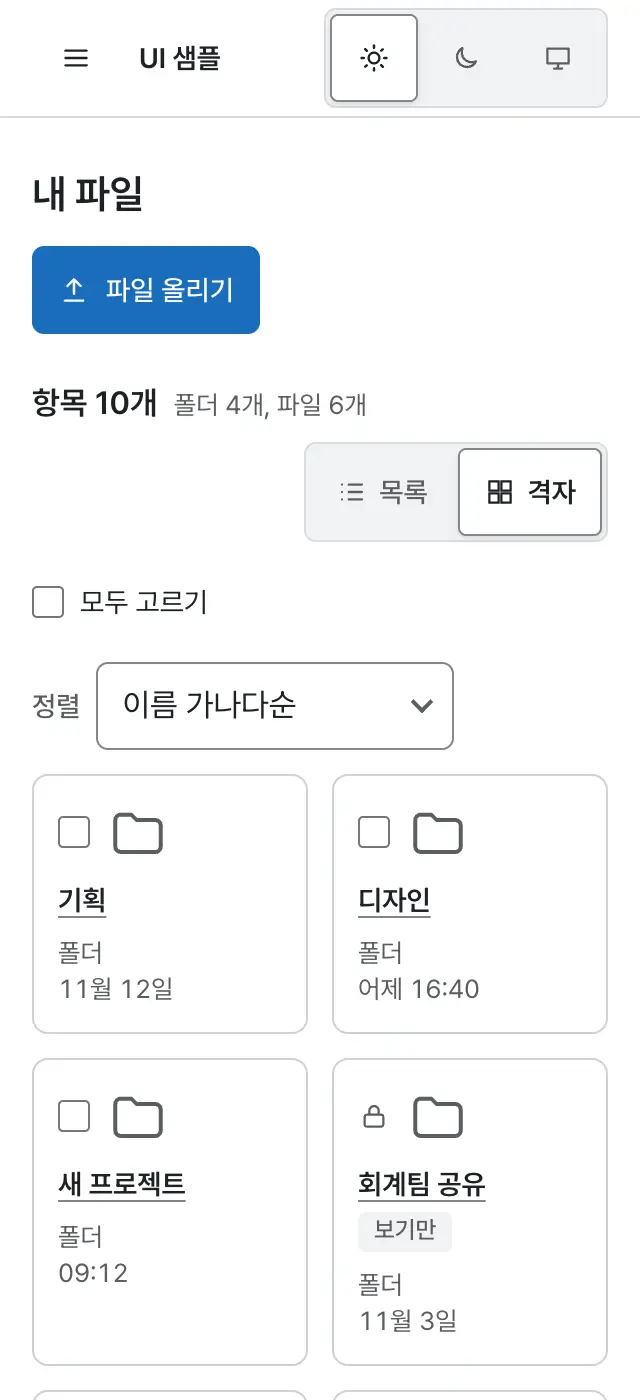 UI 샘플
내 파일
파일 올리기
항목 10개 폴더 4개, 파일 6개
목록 격자
모두 고르기
정렬 이름 가나다순
기획
폴더
11월 12일
디자인
폴더
어제 16:40
새 프로젝트
폴더
09:12
회계팀 공유
보기만
폴더
11월 3일